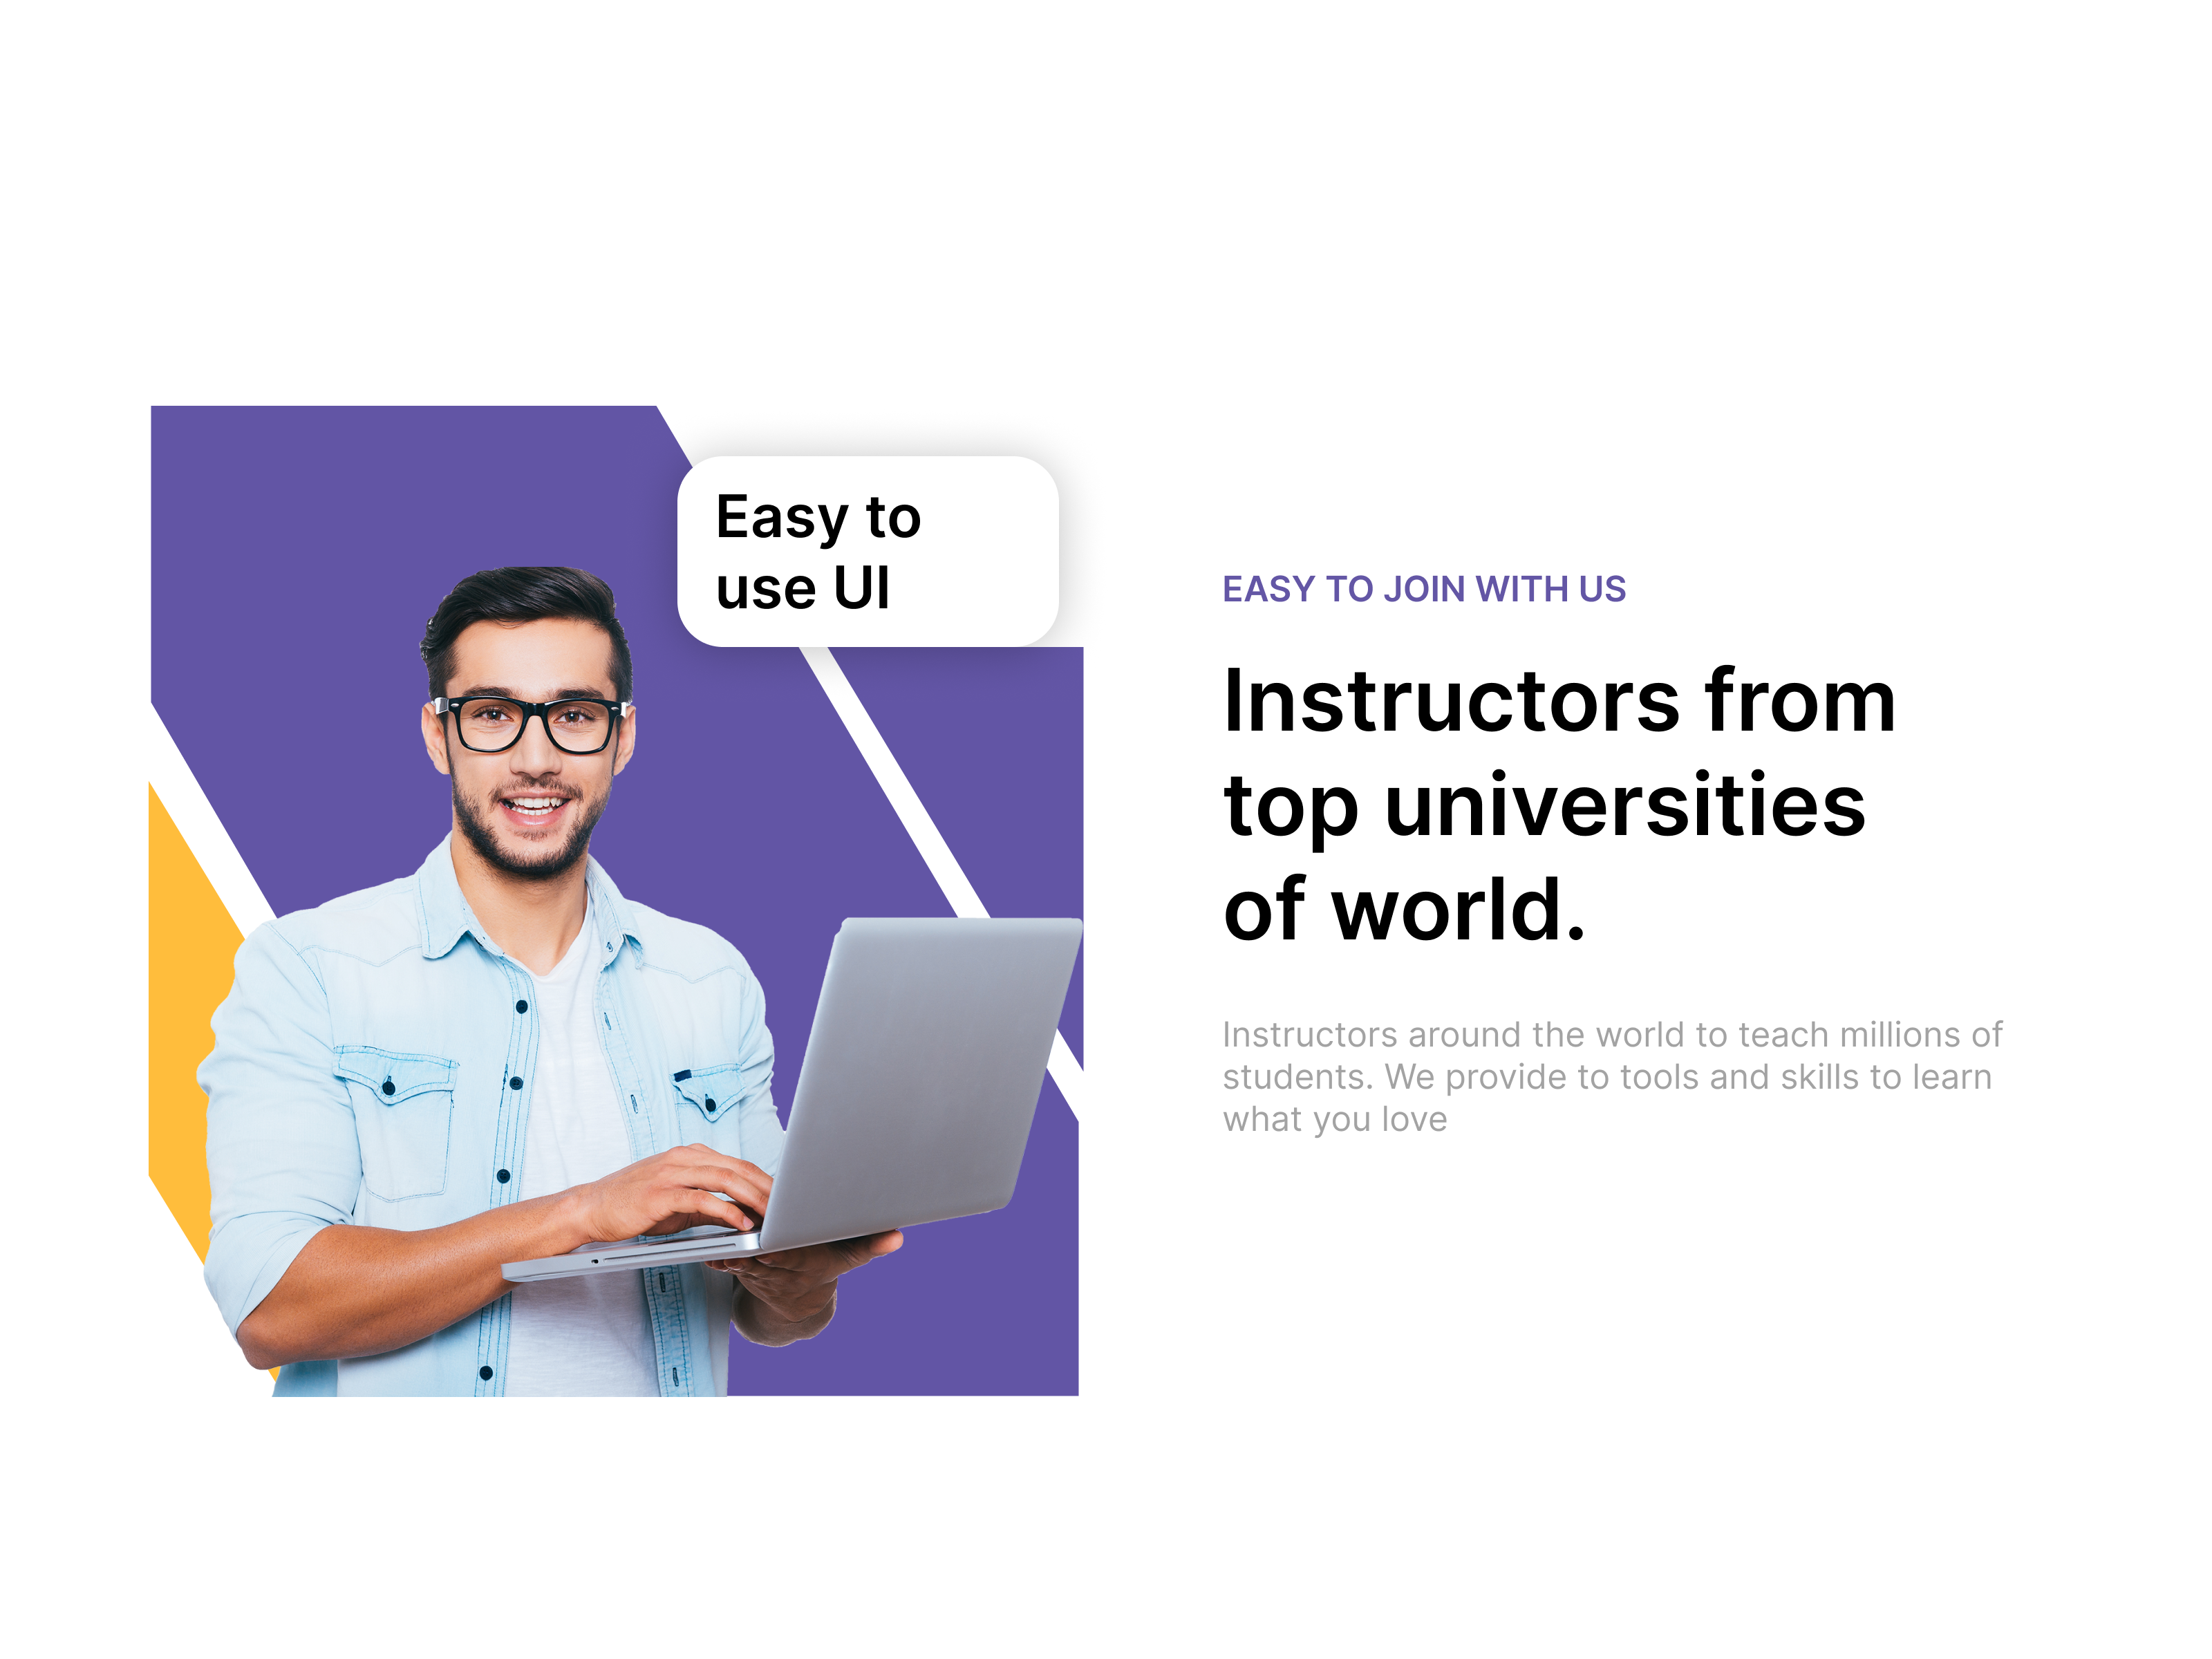 Easy to
use UI
EASY TO JOIN WITH US
Instructors from
top universities
of world.
Instructors around the world to teach millions of
students. We provide to tools and skills to learn
what you love